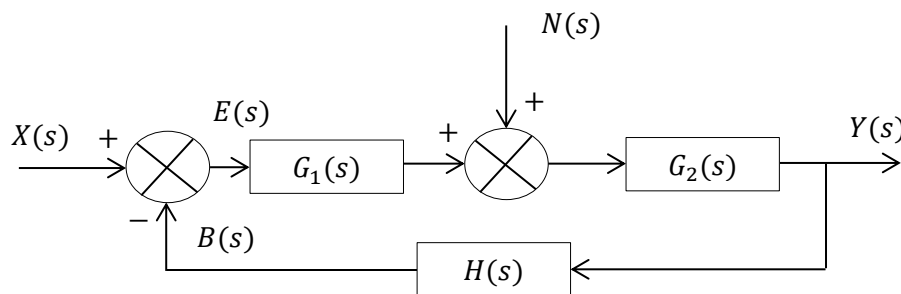 N(s)
+
E(s)
X(s)
+
+
Y(s)
G₁(s)
G₂(s)
−
B(s)
H(s)